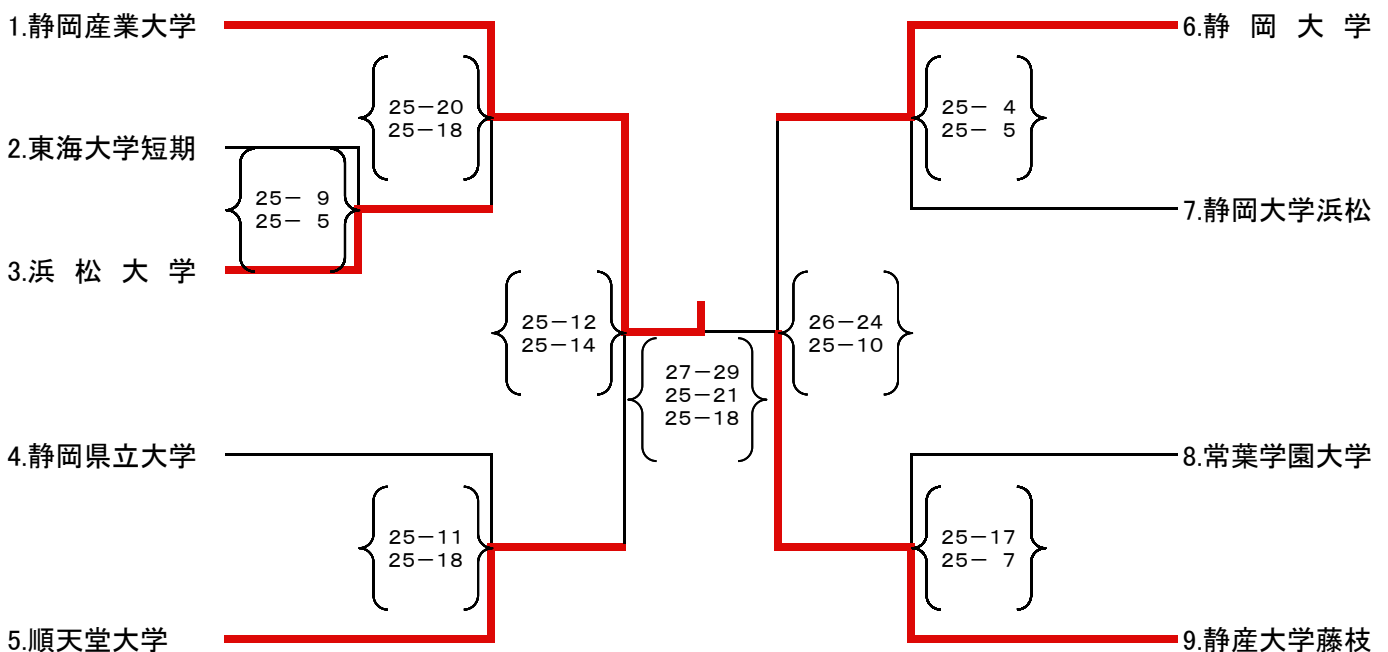 1.静岡産業大学
6.静 岡 大 学
25－20
25－18
25－ 4
25－ 5
2.東海大学短期
25－ 9
25－ 5
7.静岡大学浜松
3.浜 松 大 学
25－12
25－14
26－24
25－10
27－29
25－21
25－18
4.静岡県立大学
8.常葉学園大学
25－11
25－18
25－17
25－ 7
5.順天堂大学
9.静産大学藤枝